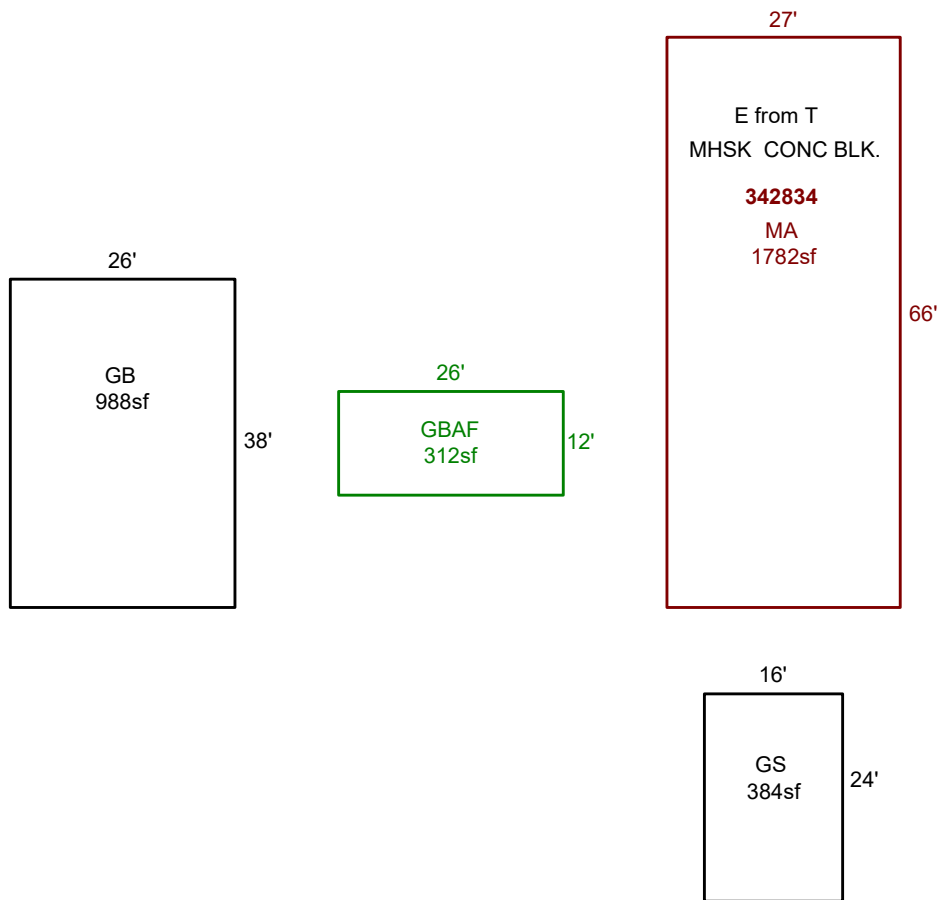 27'
E from T
MHSK CONC BLK.
342834
MA
1782sf
66'
26'
GB
988sf
38'
26'
GBAF
312sf
12'
16'
GS
384sf
24'